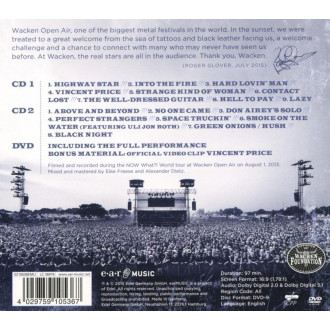 Wacken Open Air, one of the biggest metal festivals in the world. In the sunset, we were
treated to a great welcome from the sea of tattoos and black leather facing us, a welcome
challenge and a chance to connect with many who may never have seen us
before. At Wacken, the real stars are all in the audience. Thank you, Wacken.
(ROGER GLOVER, JULY 2015)
CD 1
1. HIGHWAY STAR 2. INTO THE FIRE 3. HARD LOVIN' MAN
4. VINCENT PRICE 5. STRANGE KIND OF WOMAN 6. CONTACT
LOST 7. THE WELL-DRESSED GUITAR 8. HELL TO PAY 9. LAZY
CD 2
1. ABOVE AND BEYOND 2. NO ONE CAME 3. DON AIREY'S SOLO
4. PERFECT STRANGERS 5. SPACE TRUCKIN' 6. SMOKE ON THE
WATER (FEATURING ULI JON ROTH) 7. GREEN ONIONS / HUSH
8. BLACK NIGHT
DVD
INCLUDING THE FULL PERFORMANCE
BONUS MATERIAL: OFFICIAL VIDEO CLIP VINCENT PRICE
Filmed and recorded during the NOW What?! World tour at Wacken Open Air on August 1, 2013.
Mixed and mastered by Eike Freese and Alexander Dietz.
4 029759 105367
e·a·r MUSIC
WACKEN
FOUNDATION
Duration: 97 min.
Screen Format: 16:9 (1,78:1)
Audio: Dolby Digital 2.0 & Dolby Digital 5.1
Region Code: All
Disc Format: DVD-9
Language: English